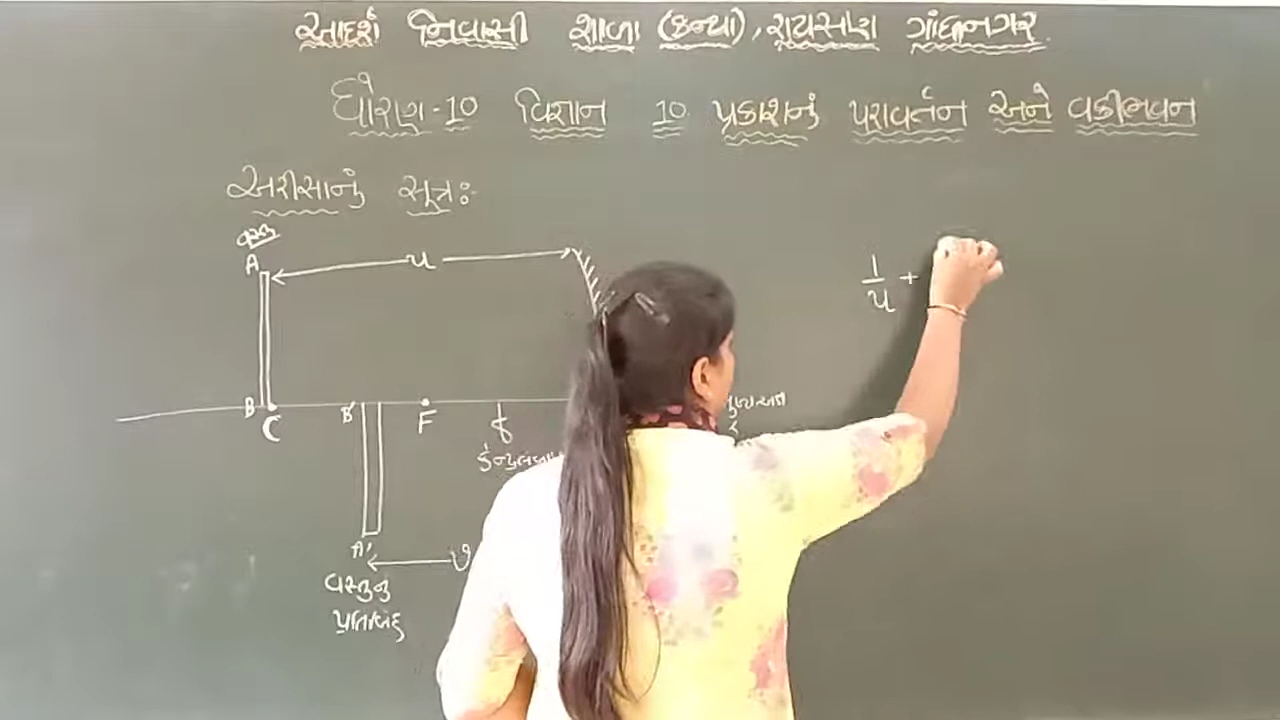 આદર્શ નિવાસી શાળા (કન્યા), રાયસણ ગાંધીનગર.
ધોરણ-10 વિજ્ઞાન 10 પ્રકાશનું પરાવર્તન અને વક્રીભવન
અરીસાનું સૂત્રઃ-
વસ્તુ
A u
1/u +
B C B' F f
A' v
વસ્તુનું
પ્રતિબિંબ